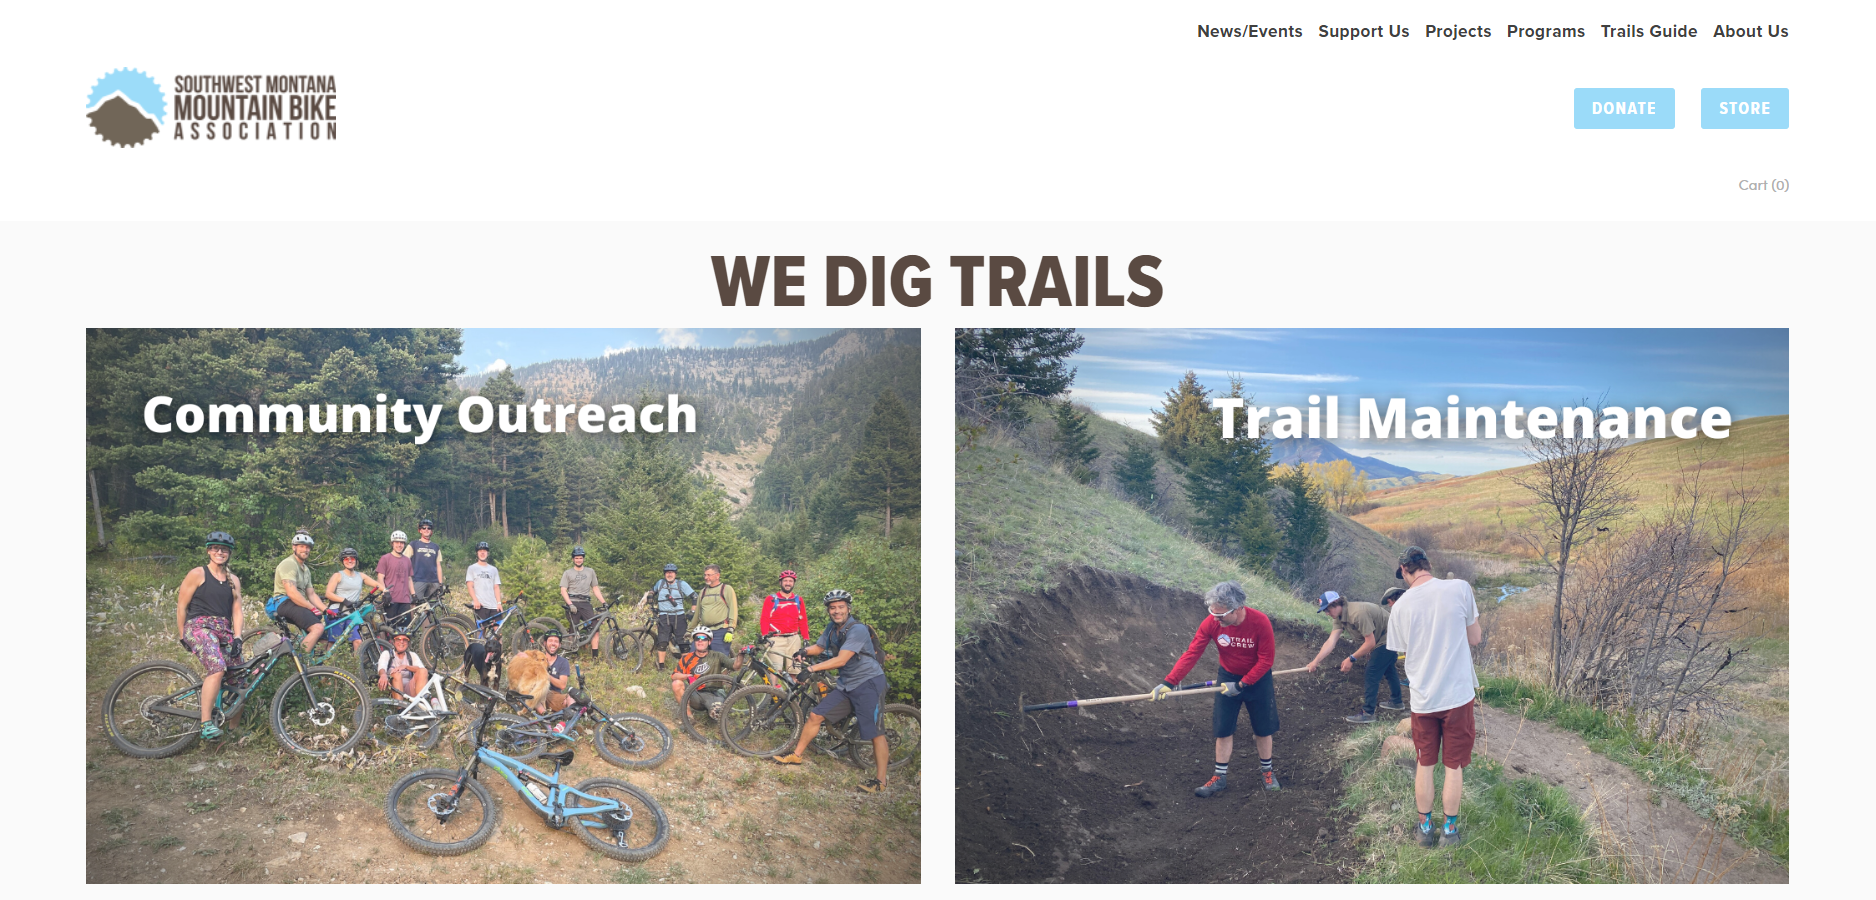 News/Events Support Us Projects Programs Trails Guide About Us
SOUTHWEST MONTANA
MOUNTAIN BIKE
ASSOCIATION
DONATE STORE
Cart (0)
WE DIG TRAILS
Community Outreach
Trail Maintenance
TRAIL
CREW